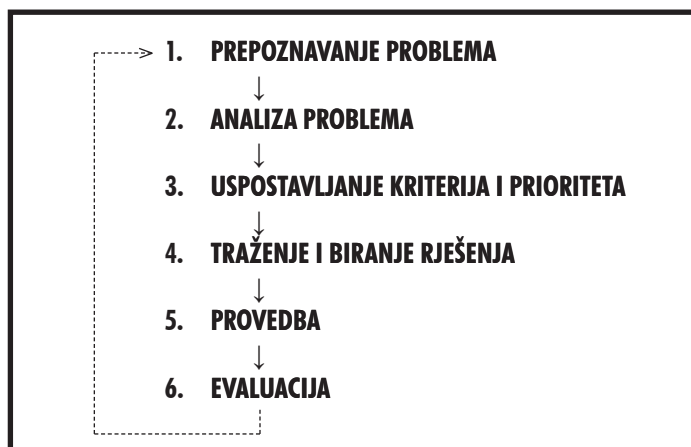 1. PREPOZNAVANJE PROBLEMA
2. ANALIZA PROBLEMA
3. USPOSTAVLJANJE KRITERIJA I PRIORITETA
4. TRAŽENJE I BIRANJE RJEŠENJA
5. PROVEDBA
6. EVALUACIJA